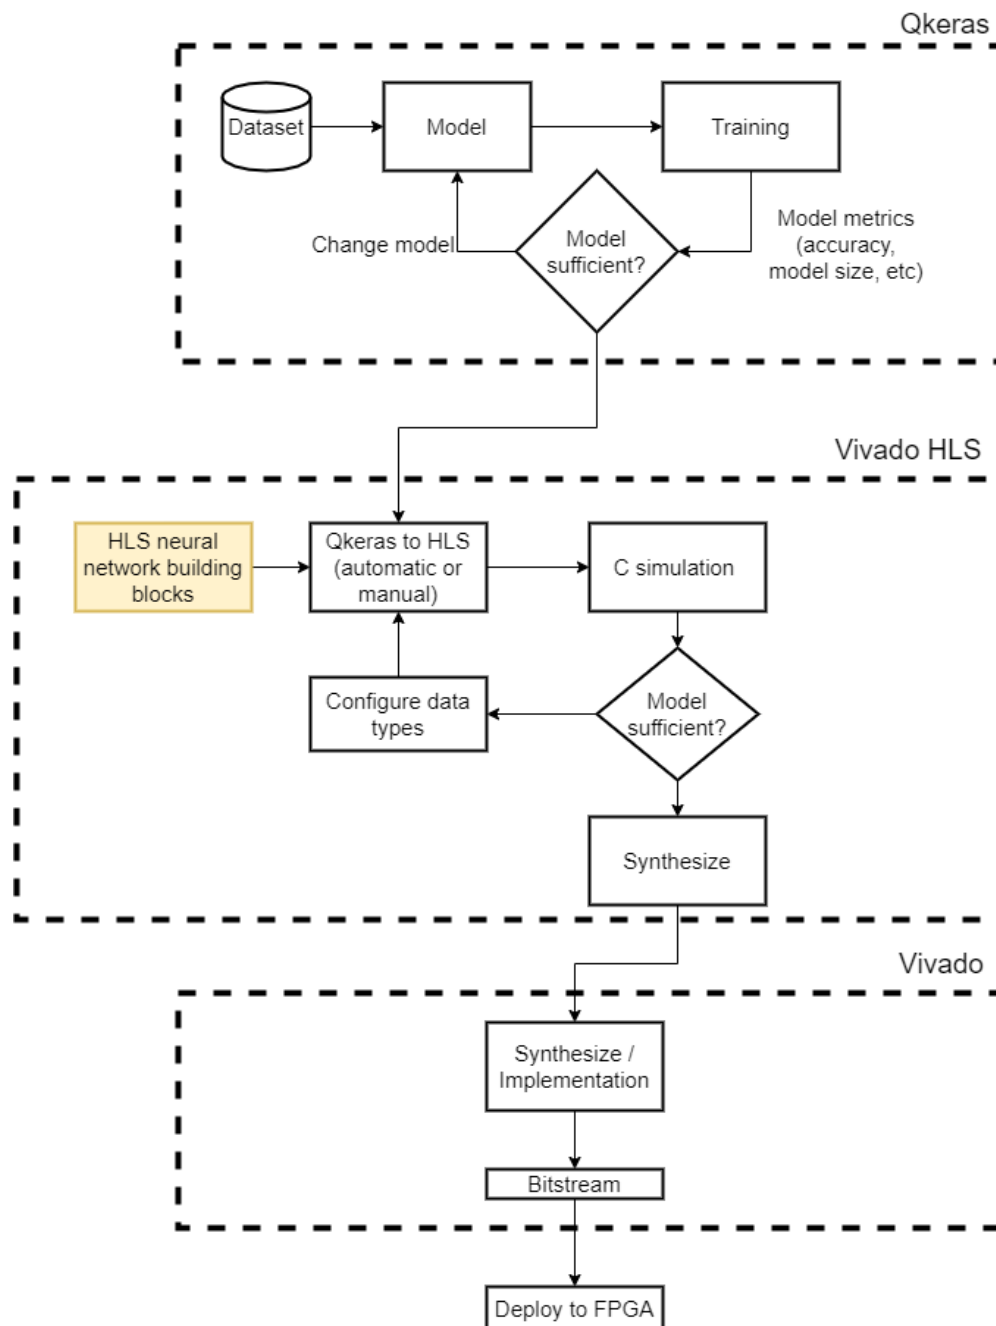 Qkeras
Dataset
Model
Training
Change model
Model
sufficient?
Model metrics
(accuracy,
model size, etc)
Vivado HLS
HLS neural
network building
blocks
Qkeras to HLS
(automatic or
manual)
C simulation
Configure data
types
Model
sufficient?
Synthesize
Vivado
Synthesize /
Implementation
Bitstream
Deploy to FPGA